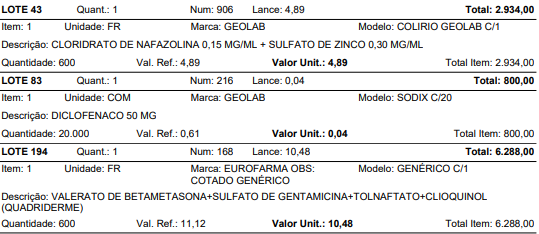 LOTE 43 Quant.: 1 Num: 906 Lance: 4,89 Total: 2.934,00
Item: 1 Unidade: FR Marca: GEOLAB Modelo: COLIRIO GEOLAB C/1
Descrição: CLORIDRATO DE NAFAZOLINA 0,15 MG/ML + SULFATO DE ZINCO 0,30 MG/ML
Quantidade: 600 Val. Ref.: 4,89 Valor Unit.: 4,89 Total Item: 2.934,00
LOTE 83 Quant.: 1 Num: 216 Lance: 0,04 Total: 800,00
Item: 1 Unidade: COM Marca: GEOLAB Modelo: SODIX C/20
Descrição: DICLOFENACO 50 MG
Quantidade: 20.000 Val. Ref.: 0,61 Valor Unit.: 0,04 Total Item: 800,00
LOTE 194 Quant.: 1 Num: 168 Lance: 10,48 Total: 6.288,00
Item: 1 Unidade: FR Marca: EUROFARMA OBS: Modelo: GENÉRICO C/1
COTADO GENÉRICO
Descrição: VALERATO DE BETAMETASONA+SULFATO DE GENTAMICINA+TOLNAFTATO+CLIOQUINOL
(QUADRIDERME)
Quantidade: 600 Val. Ref.: 11,12 Valor Unit.: 10,48 Total Item: 6.288,00